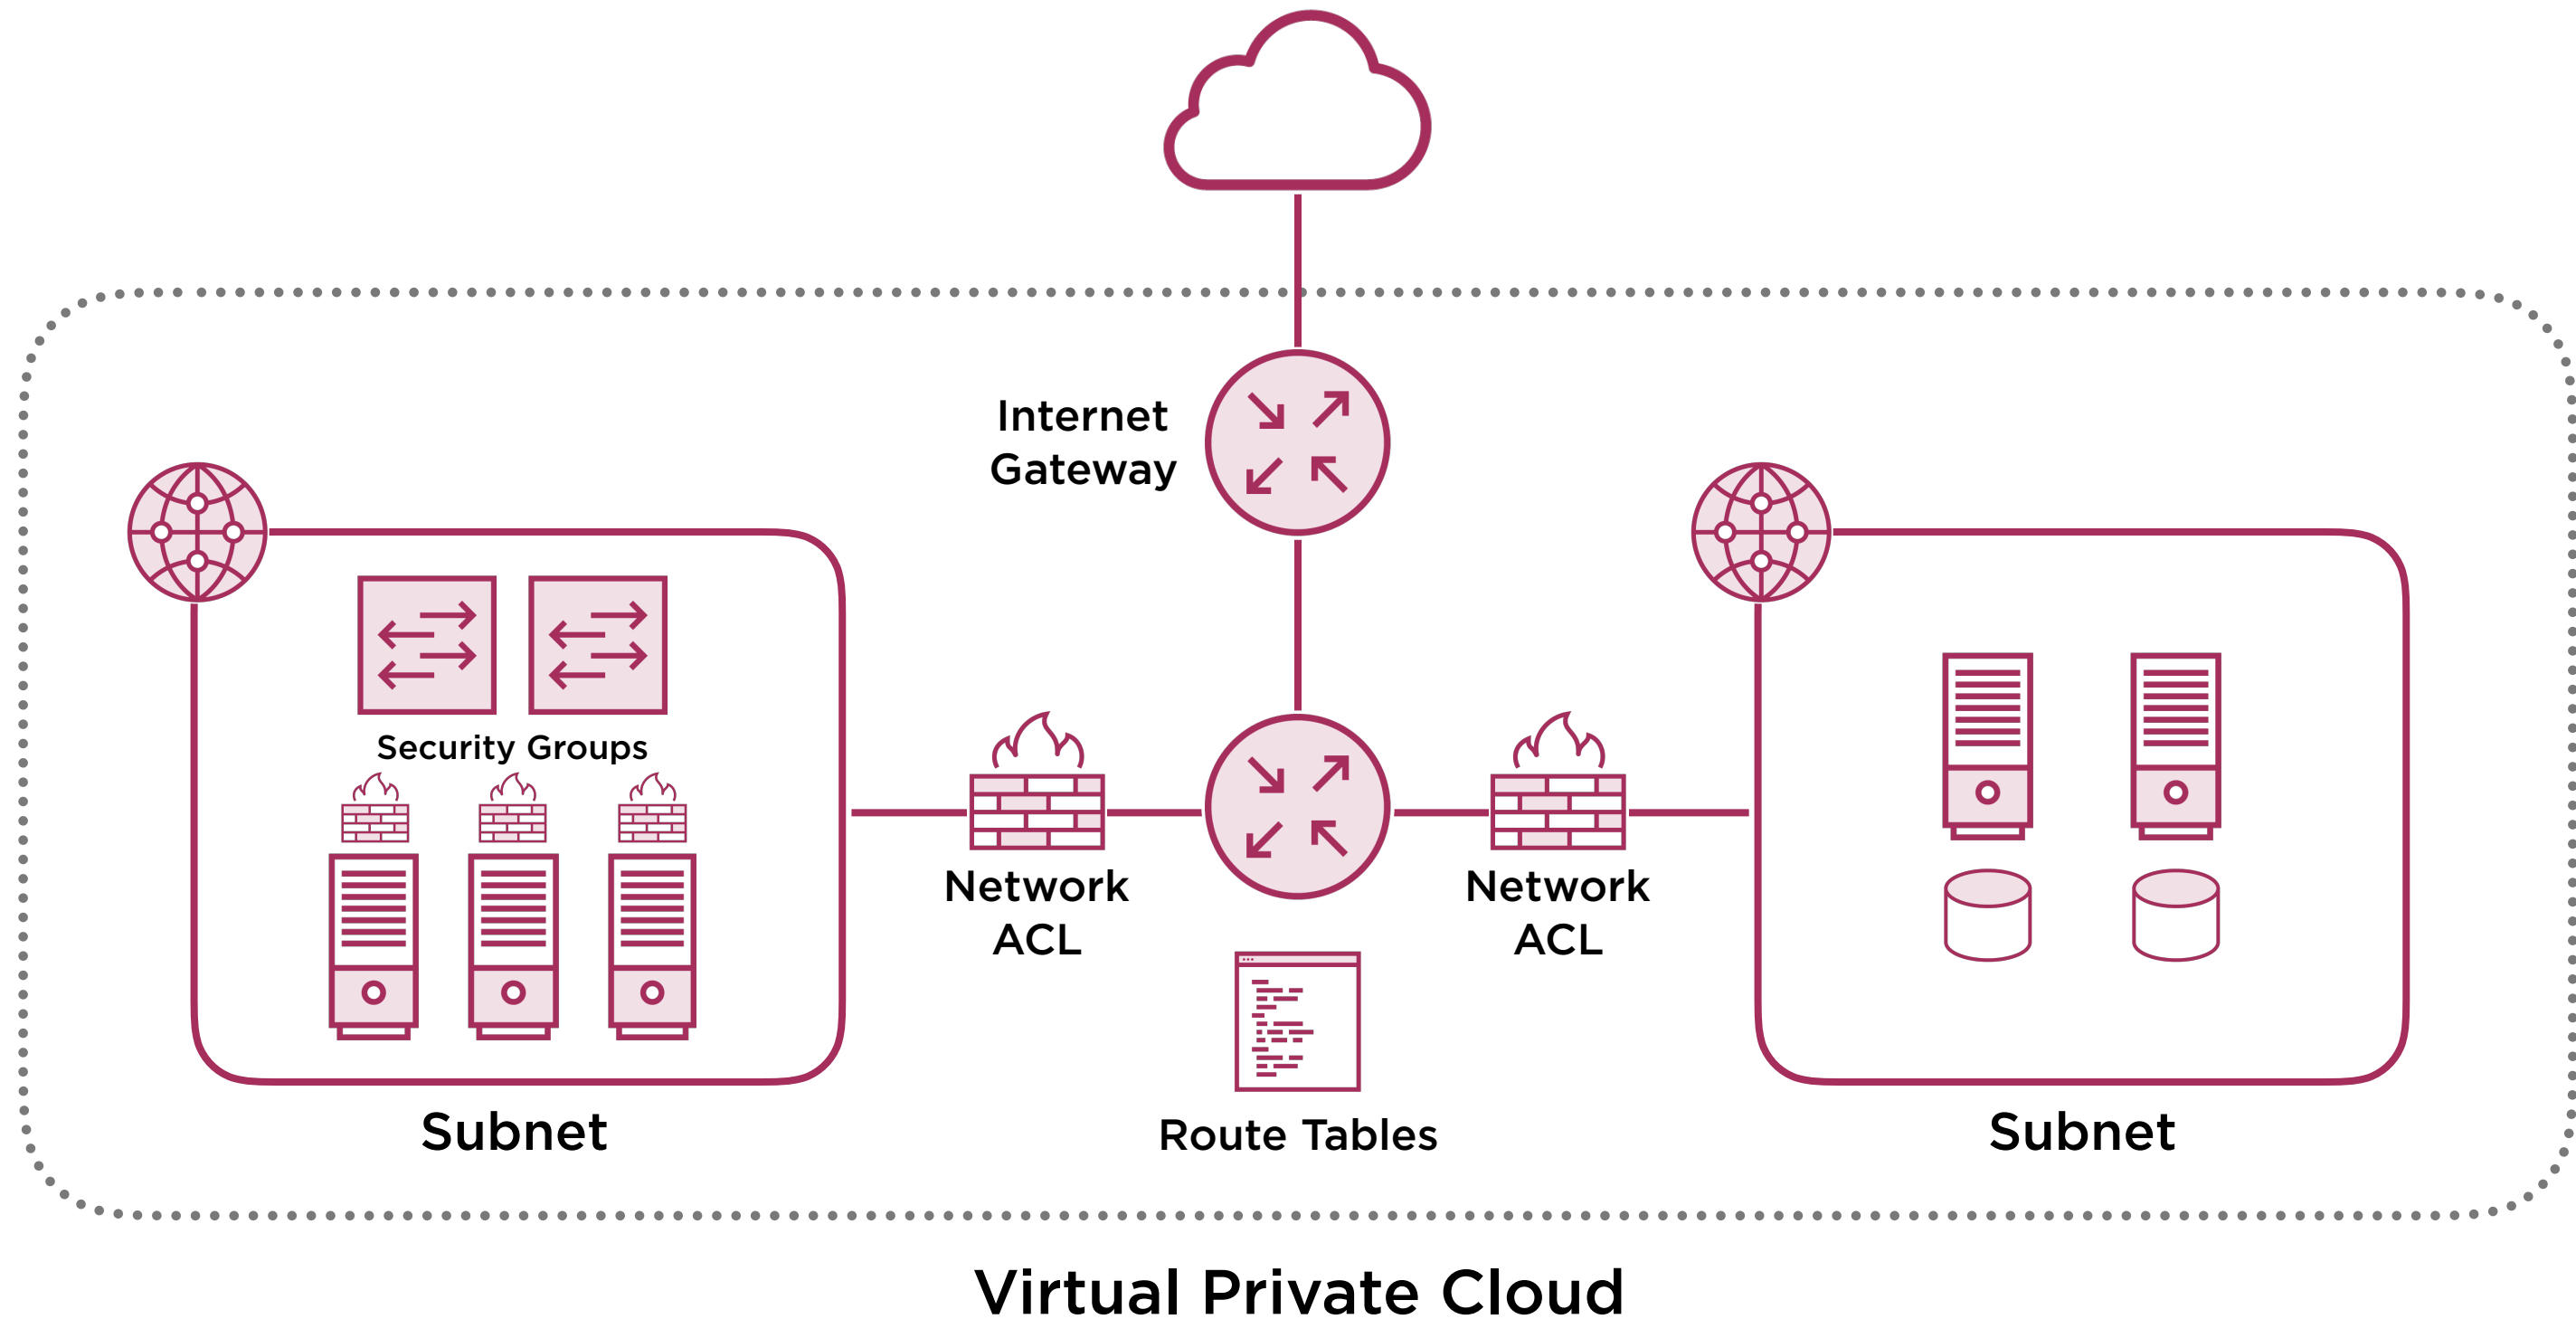 Internet
Gateway
Security Groups
Network
ACL
Network
ACL
Route Tables
Subnet
Subnet
Virtual Private Cloud